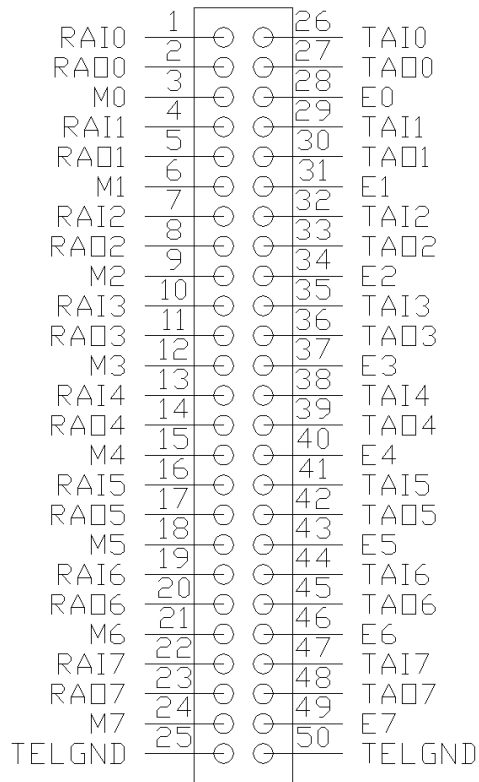 RAI0 1 26 TAI0
RAO0 2 27 TAO0
M0 3 28 E0
RAI1 4 29 TAI1
RAO1 5 30 TAO1
M1 6 31 E1
RAI2 7 32 TAI2
RAO2 8 33 TAO2
M2 9 34 E2
RAI3 10 35 TAI3
RAO3 11 36 TAO3
M3 12 37 E3
RAI4 13 38 TAI4
RAO4 14 39 TAO4
M4 15 40 E4
RAI5 16 41 TAI5
RAO5 17 42 TAO5
M5 18 43 E5
RAI6 19 44 TAI6
RAO6 20 45 TAO6
M6 21 46 E6
RAI7 22 47 TAI7
RAO7 23 48 TAO7
M7 24 49 E7
TELGND 25 50 TELGND